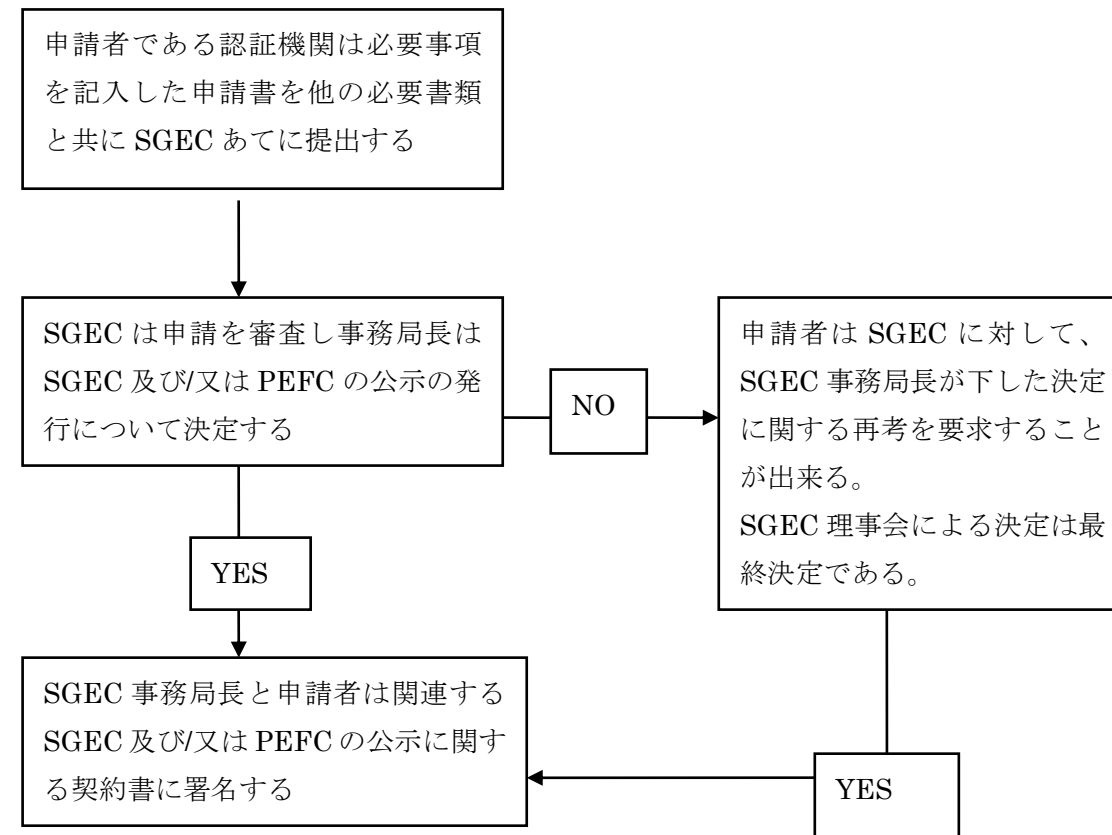 申請者である認証機関は必要事項
を記入した申請書を他の必要書類
と共に SGEC あてに提出する
SGEC は申請を審査し事務局長は
SGEC 及び/又は PEFC の公示の発
行について決定する
NO
申請者は SGEC に対して、
SGEC 事務局長が下した決定
に関する再考を要求すること
が出来る。
SGEC 理事会による決定は最
終決定である。
YES
SGEC 事務局長と申請者は関連する
SGEC 及び/又は PEFC の公示に関す
る契約書に署名する
YES